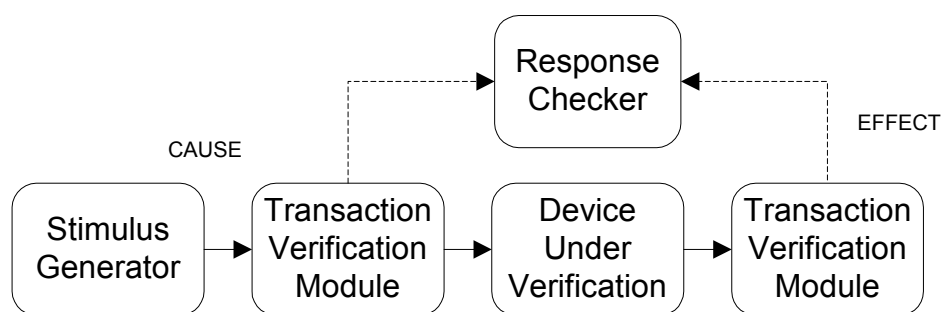 Response
Checker
EFFECT
CAUSE
Stimulus
Generator
Transaction
Verification
Module
Device
Under
Verification
Transaction
Verification
Module